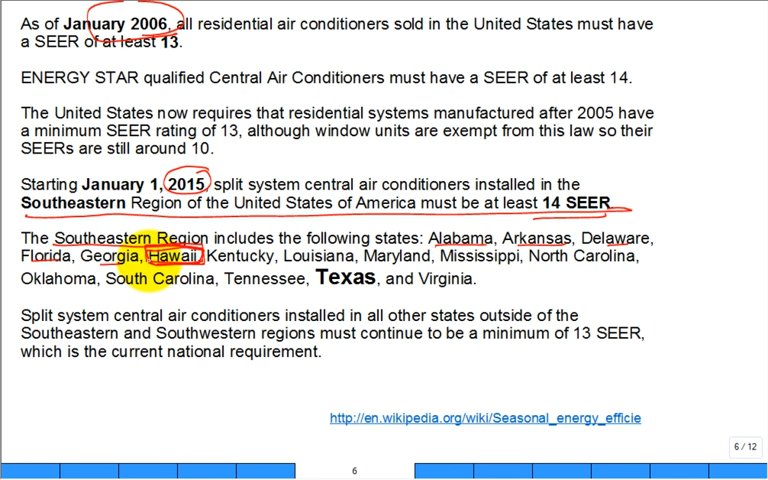 As of January 2006, all residential air conditioners sold in the United States must have
a SEER of at least 13.
ENERGY STAR qualified Central Air Conditioners must have a SEER of at least 14.
The United States now requires that residential systems manufactured after 2005 have
a minimum SEER rating of 13, although window units are exempt from this law so their
SEERs are still around 10.
Starting January 1, 2015, split system central air conditioners installed in the
Southeastern Region of the United States of America must be at least 14 SEER.
The Southeastern Region includes the following states: Alabama, Arkansas, Delaware,
Florida, Georgia, Hawaii, Kentucky, Louisiana, Maryland, Mississippi, North Carolina,
Oklahoma, South Carolina, Tennessee, Texas, and Virginia.
Split system central air conditioners installed in all other states outside of the
Southeastern and Southwestern regions must continue to be a minimum of 13 SEER,
which is the current national requirement.
http://en.wikipedia.org/wiki/Seasonal_energy_efficie
6 / 12
6